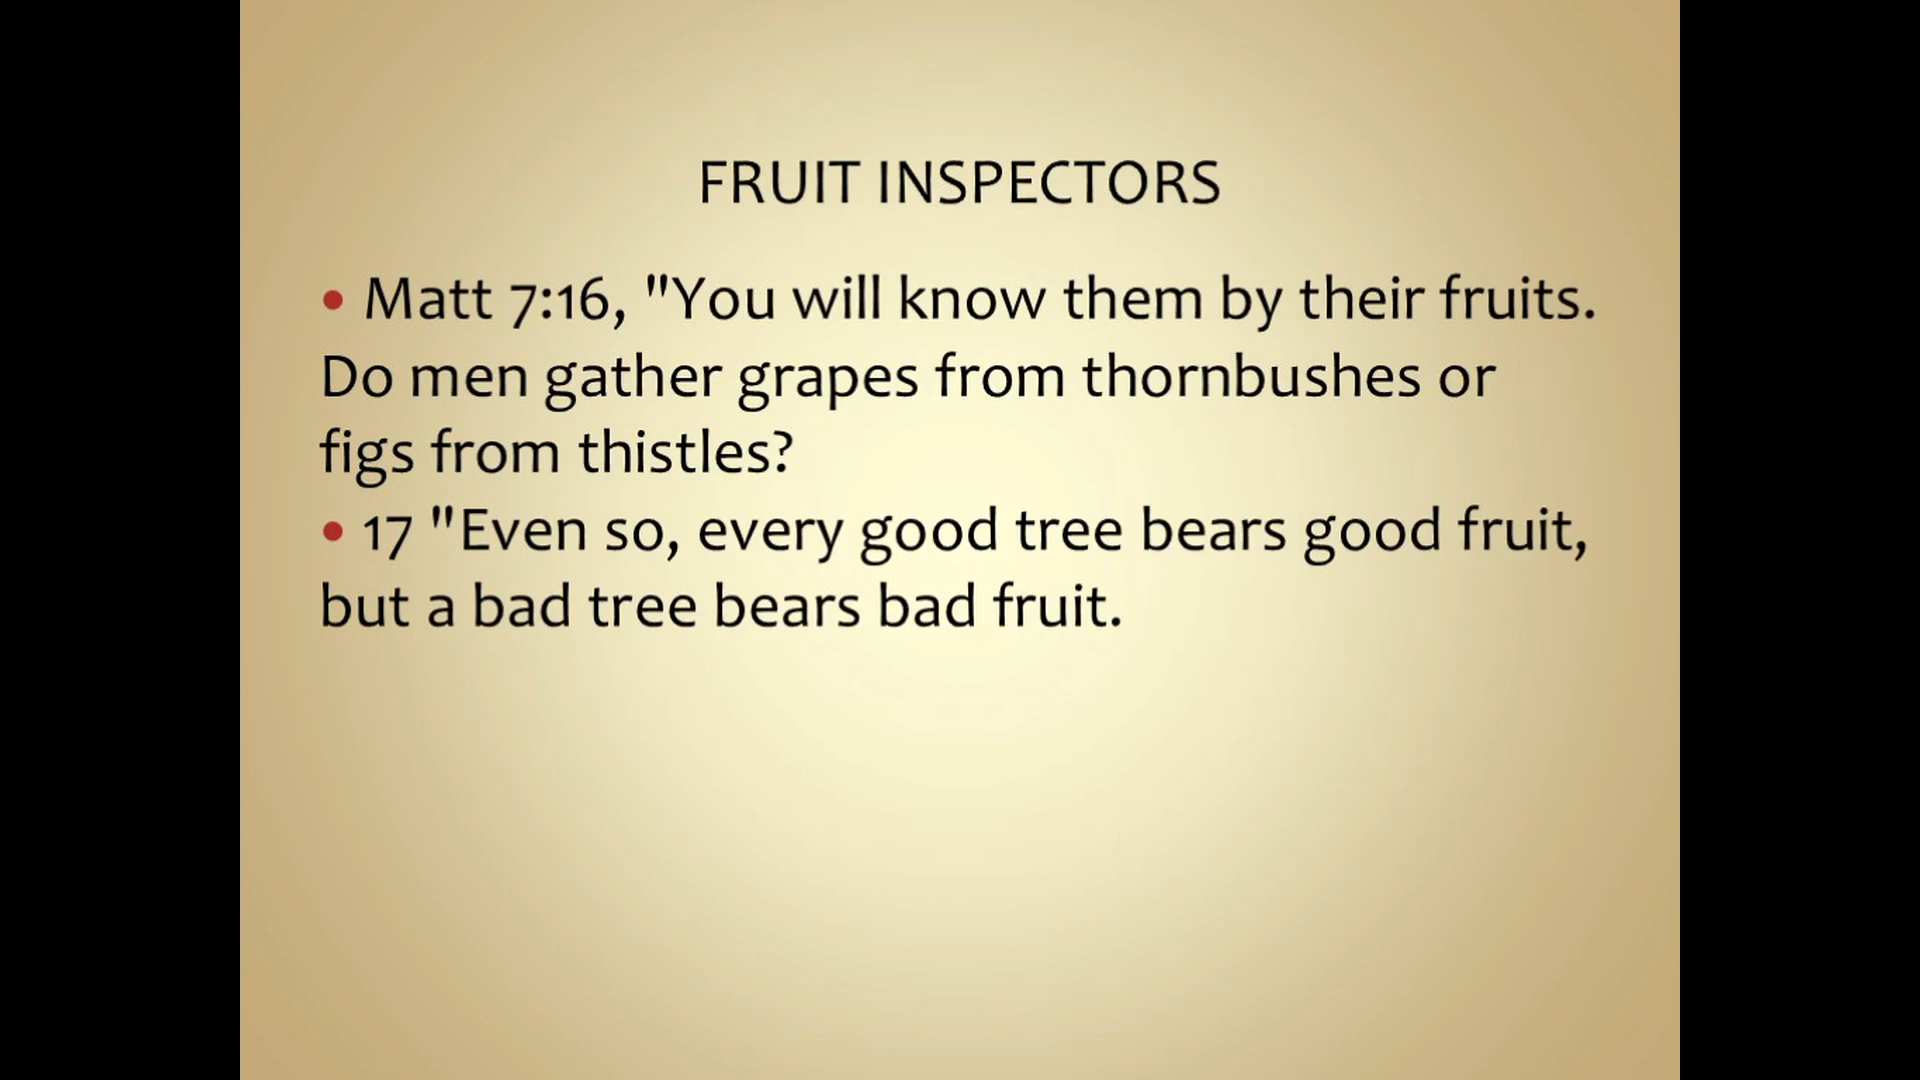 FRUIT INSPECTORS
• Matt 7:16, "You will know them by their fruits.
Do men gather grapes from thornbushes or
figs from thistles?
• 17 "Even so, every good tree bears good fruit,
but a bad tree bears bad fruit.